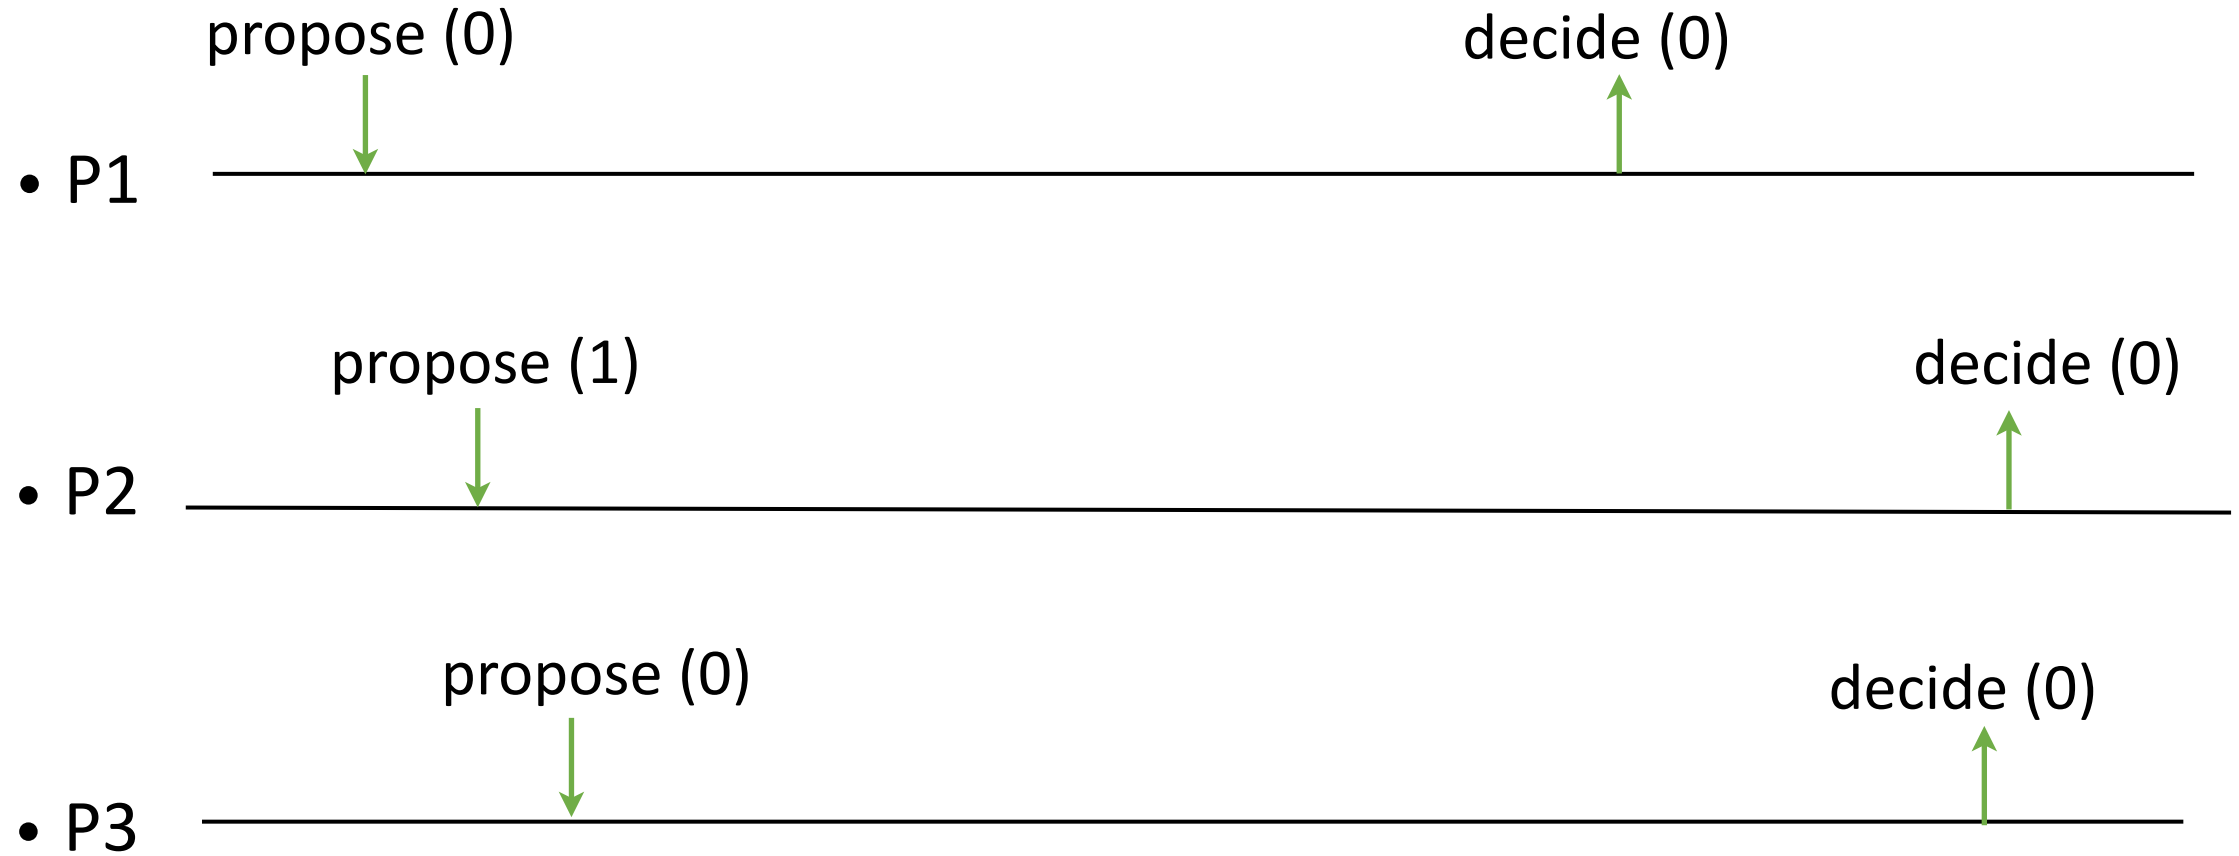 propose (0)
decide (0)
• P1
propose (1)
decide (0)
• P2
propose (0)
decide (0)
• P3